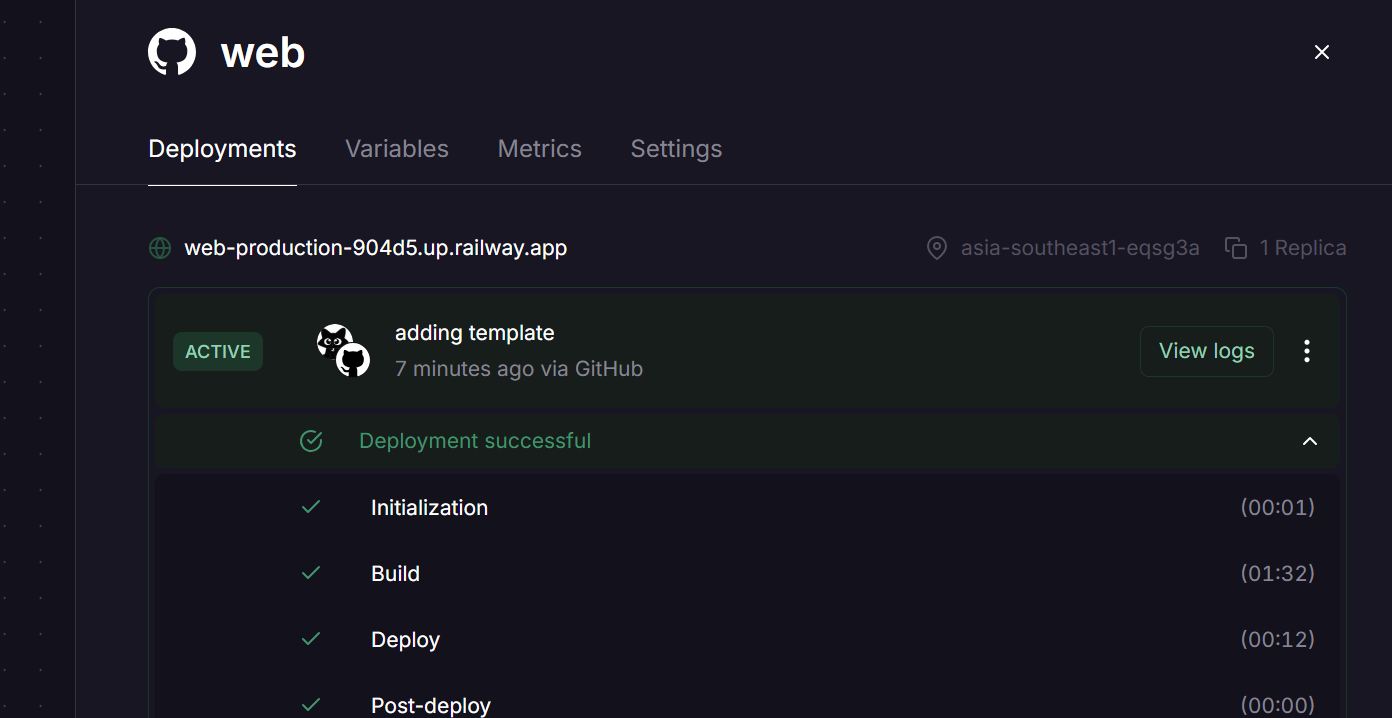 web
Deployments Variables Metrics Settings
web-production-904d5.up.railway.app asia-southeast1-eqsg3a 1 Replica
ACTIVE adding template View logs
7 minutes ago via GitHub
Deployment successful
Initialization (00:01)
Build (01:32)
Deploy (00:12)
Post-deploy (00:00)